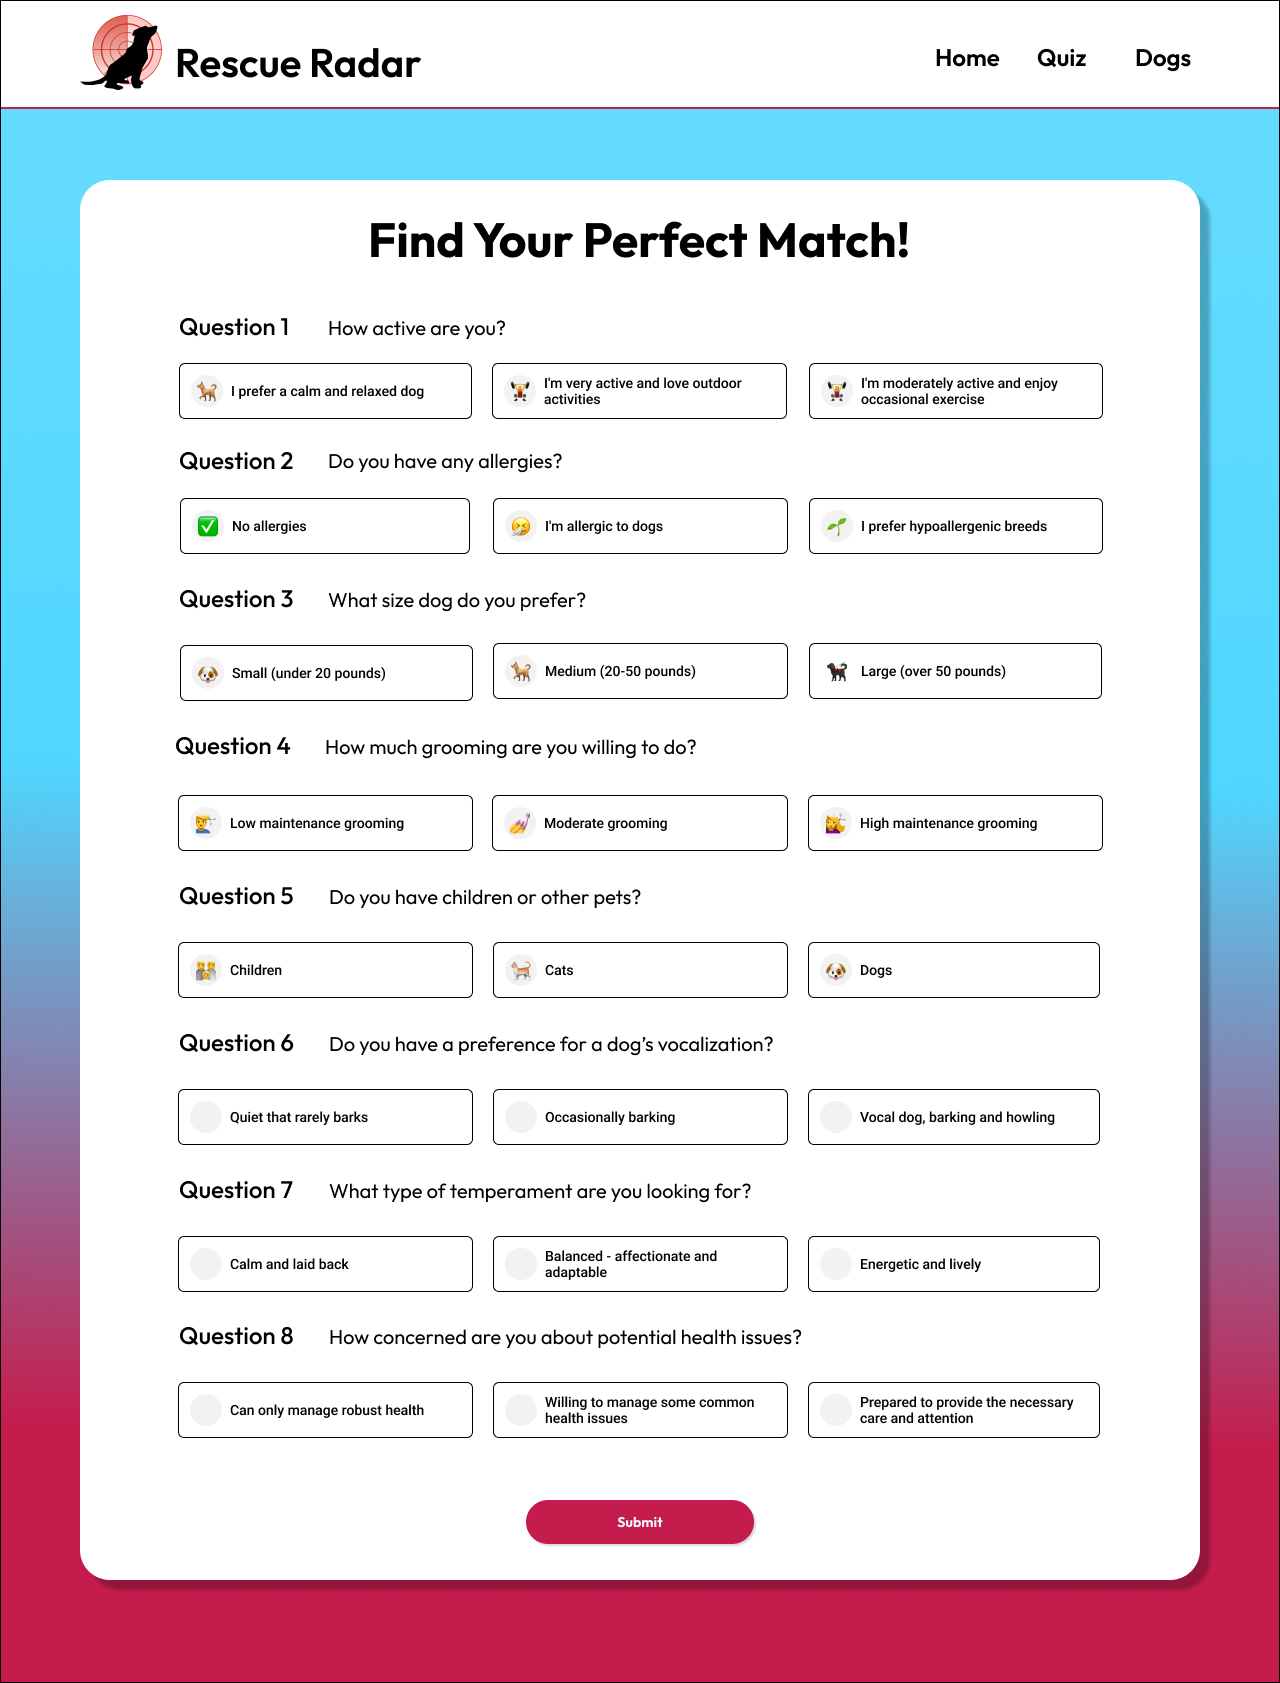 Rescue Radar
Home Quiz Dogs
Find Your Perfect Match!
Question 1 How active are you?
I prefer a calm and relaxed dog
I'm very active and love outdoor
activities
I'm moderately active and enjoy
occasional exercise
Question 2 Do you have any allergies?
No allergies
I'm allergic to dogs
I prefer hypoallergenic breeds
Question 3 What size dog do you prefer?
Small (under 20 pounds)
Medium (20-50 pounds)
Large (over 50 pounds)
Question 4 How much grooming are you willing to do?
Low maintenance grooming
Moderate grooming
High maintenance grooming
Question 5 Do you have children or other pets?
Children
Cats
Dogs
Question 6 Do you have a preference for a dog’s vocalization?
Quiet that rarely barks
Occasionally barking
Vocal dog, barking and howling
Question 7 What type of temperament are you looking for?
Calm and laid back
Balanced - affectionate and
adaptable
Energetic and lively
Question 8 How concerned are you about potential health issues?
Can only manage robust health
Willing to manage some common
health issues
Prepared to provide the necessary
care and attention
Submit